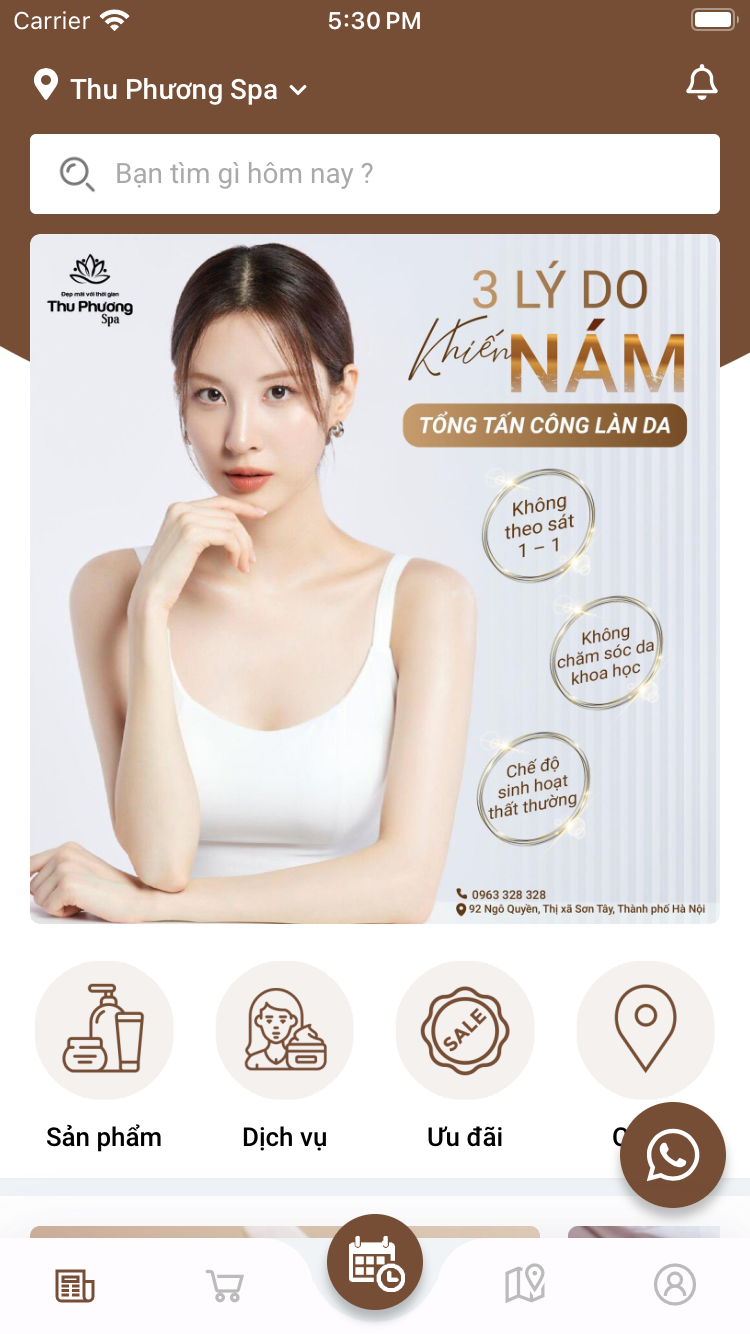 Carrier
5:30 PM
Thu Phương Spa
Bạn tìm gì hôm nay ?
Đẹp mãi với thời gian
Thu Phương
Spa
3 LÝ DO
Khiến NÁM
TỔNG TẤN CÔNG LÀN DA
Không
theo sát
1 – 1
Không
chăm sóc da
khoa học
Chế độ
sinh hoạt
thất thường
0963 328 328
92 Ngô Quyền, Thị xã Sơn Tây, Thành phố Hà Nội
SALE
Sản phẩm
Dịch vụ
Ưu đãi